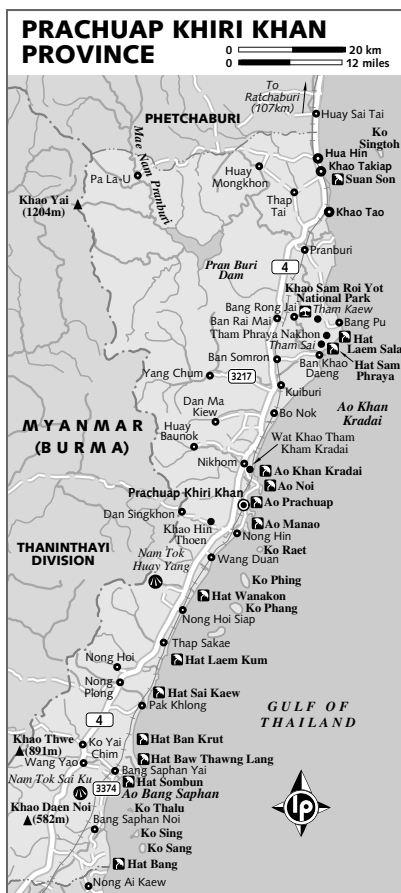 PRACHUAP KHIRI KHAN
PROVINCE
0 20 km
0 12 miles
To
Ratchaburi
(107km)
PHETCHABURI
Huay Sai Tai
Ko
Singtoh
Mae Nam Pranburi
Hua Hin
Khao Takiap
Suan Son
Pa La-U
Huay
Mongkhon
Thap
Tai
Khao Yai
(1204m)
Khao Tao
Pranburi
Pran Buri
Dam
4
Khao Sam Roi Yot
National Park
Bang Rong Jai
Tham Kaew
Ban Rai Mai
Bang Pu
Tham Phraya Nakhon
Hat
Laem Sala
Tham Sai
Ban Somron
Ban Khao
Daeng
Hat Sam
Phraya
Yang Chum
3217
Kuiburi
Dan Ma
Kiew
Bo Nok
Ao Khan
Kradai
MYANMAR
(BURMA)
Huay
Baunok
Wat Khao Tham
Kham Kradai
Nikhom
Ao Khan Kradai
Ao Noi
Prachuap Khiri Khan
Ao Prachuap
Dan Singkhon
Khao Hin
Thoen
Ao Manao
Nong Hin
Ko Raet
THANINTHAYI
DIVISION
Nam Tok
Huay Yang
Wang Duan
Ko Phing
Hat Wanakon
Ko Phang
Nong Hoi Siap
Thap Sakae
Nong Hoi
Hat Laem Kum
Nong
Plong
Hat Sai Kaew
Pak Khlong
GULF OF
THAILAND
4
Khao Thwe
(891m)
Ko Yai
Chim
Hat Ban Krut
Wang Yao
Hat Baw Thawng Lang
Bang Saphan Yai
Nam Tok Sai Ku
Hat Sombun
3374
Ao Bang Saphan
Khao Daen Noi
(582m)
Ko Thalu
Bang Saphan Noi
Ko Sing
Ko Sang
Hat Bang
Nong Ai Kaew
lp